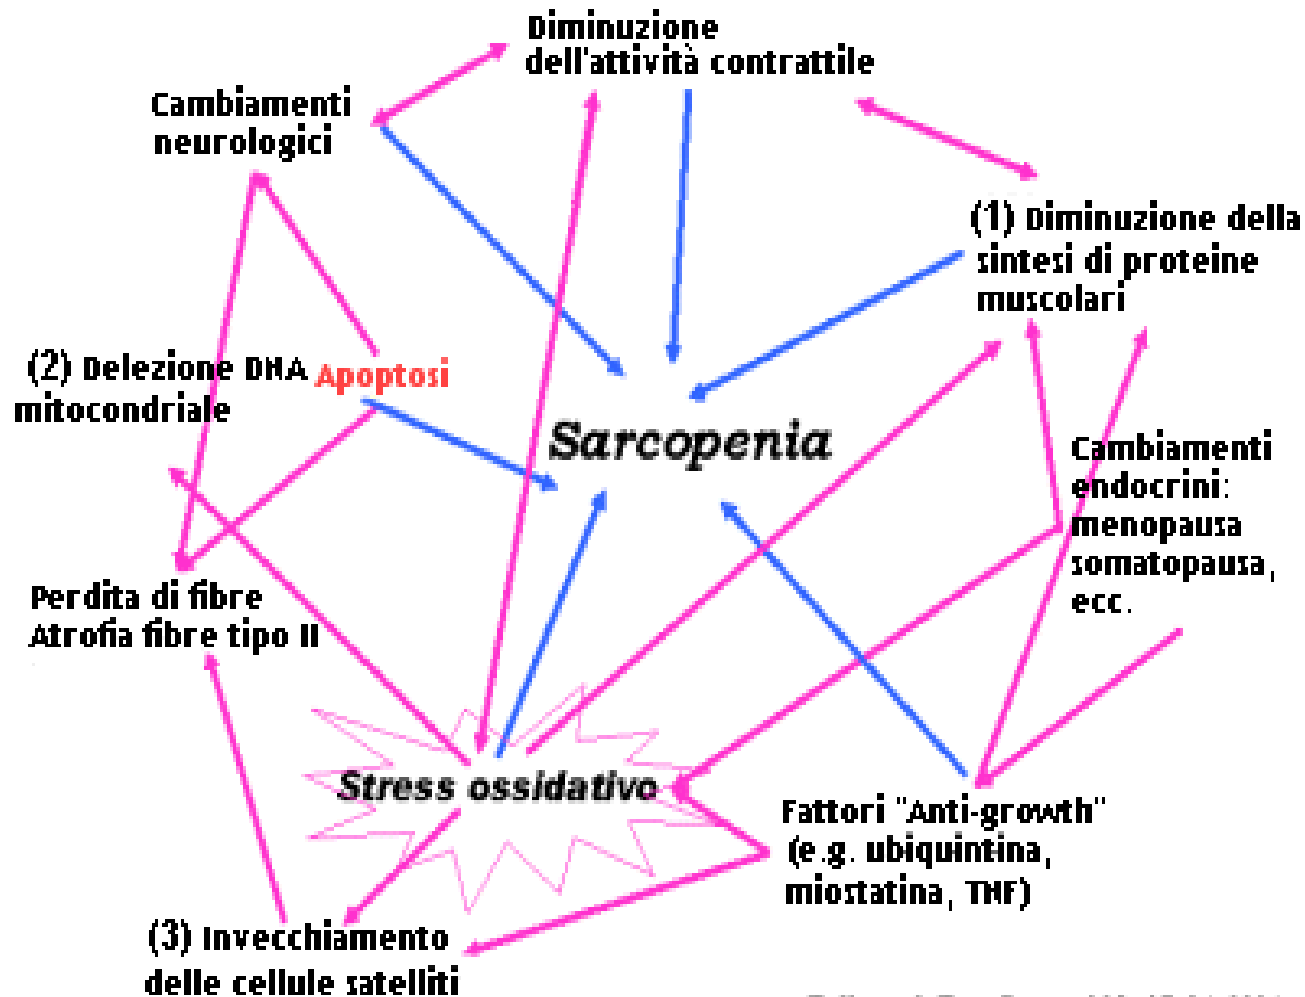 Diminuzione
dell'attività contrattile
Cambiamenti
neurologici
(1) Diminuzione della
sintesi di proteine
muscolari
(2) Delezione DNA Apoptosi
mitocondriale
Sarcopenia
Cambiamenti
endocrini:
menopausa
somatopausa,
ecc.
Perdita di fibre
Atrofia fibre tipo II
Stress ossidativo
Fattori "Anti-growth"
(e.g. ubiquintina,
miostatina, TNF)
(3) Invecchiamento
delle cellule satelliti